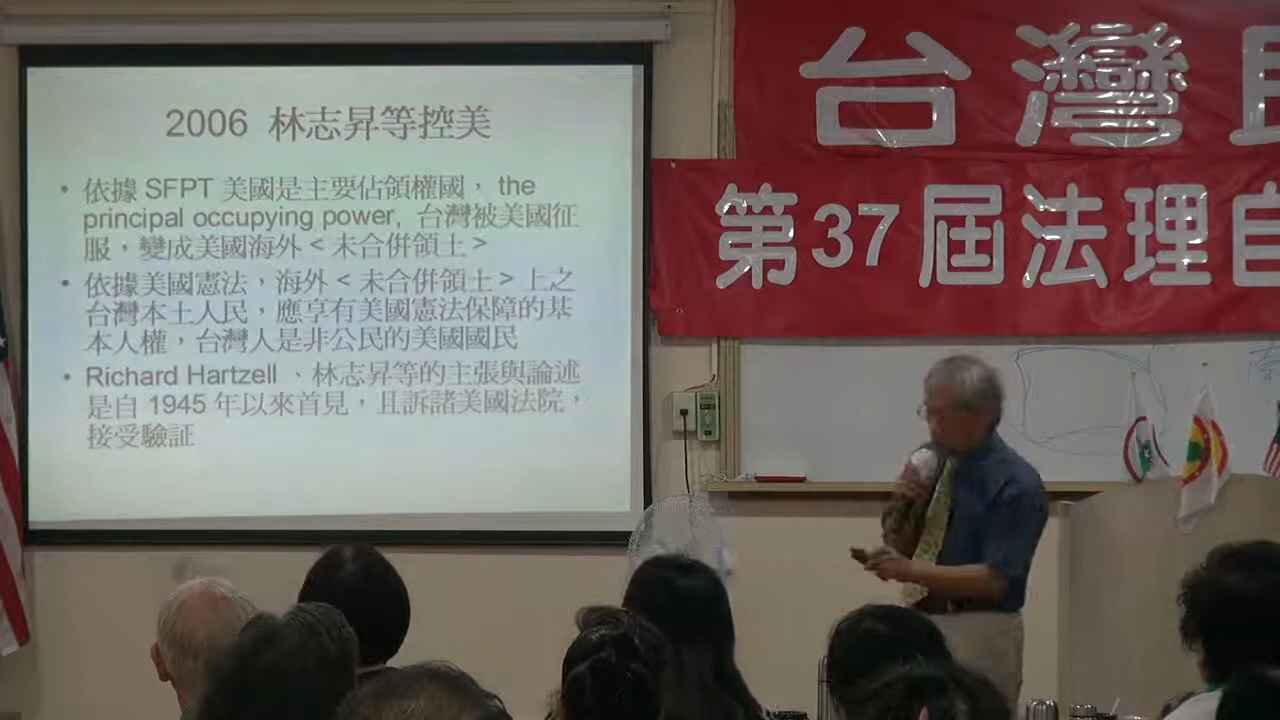 2006 林志昇等控美
• 依據 SFPT 美國是主要佔領權國， the
principal occupying power, 台灣被美國征
服，變成美國海外 < 未合併領土 >
• 依據美國憲法，海外 < 未合併領土 > 上之
台灣本土人民，應享有美國憲法保障的基
本人權，台灣人是非公民的美國國民
• Richard Hartzell 、林志昇等的主張與論述
是自 1945 年以來首見，且訴諸美國法院，
接受驗証
台灣
第37屆法理自